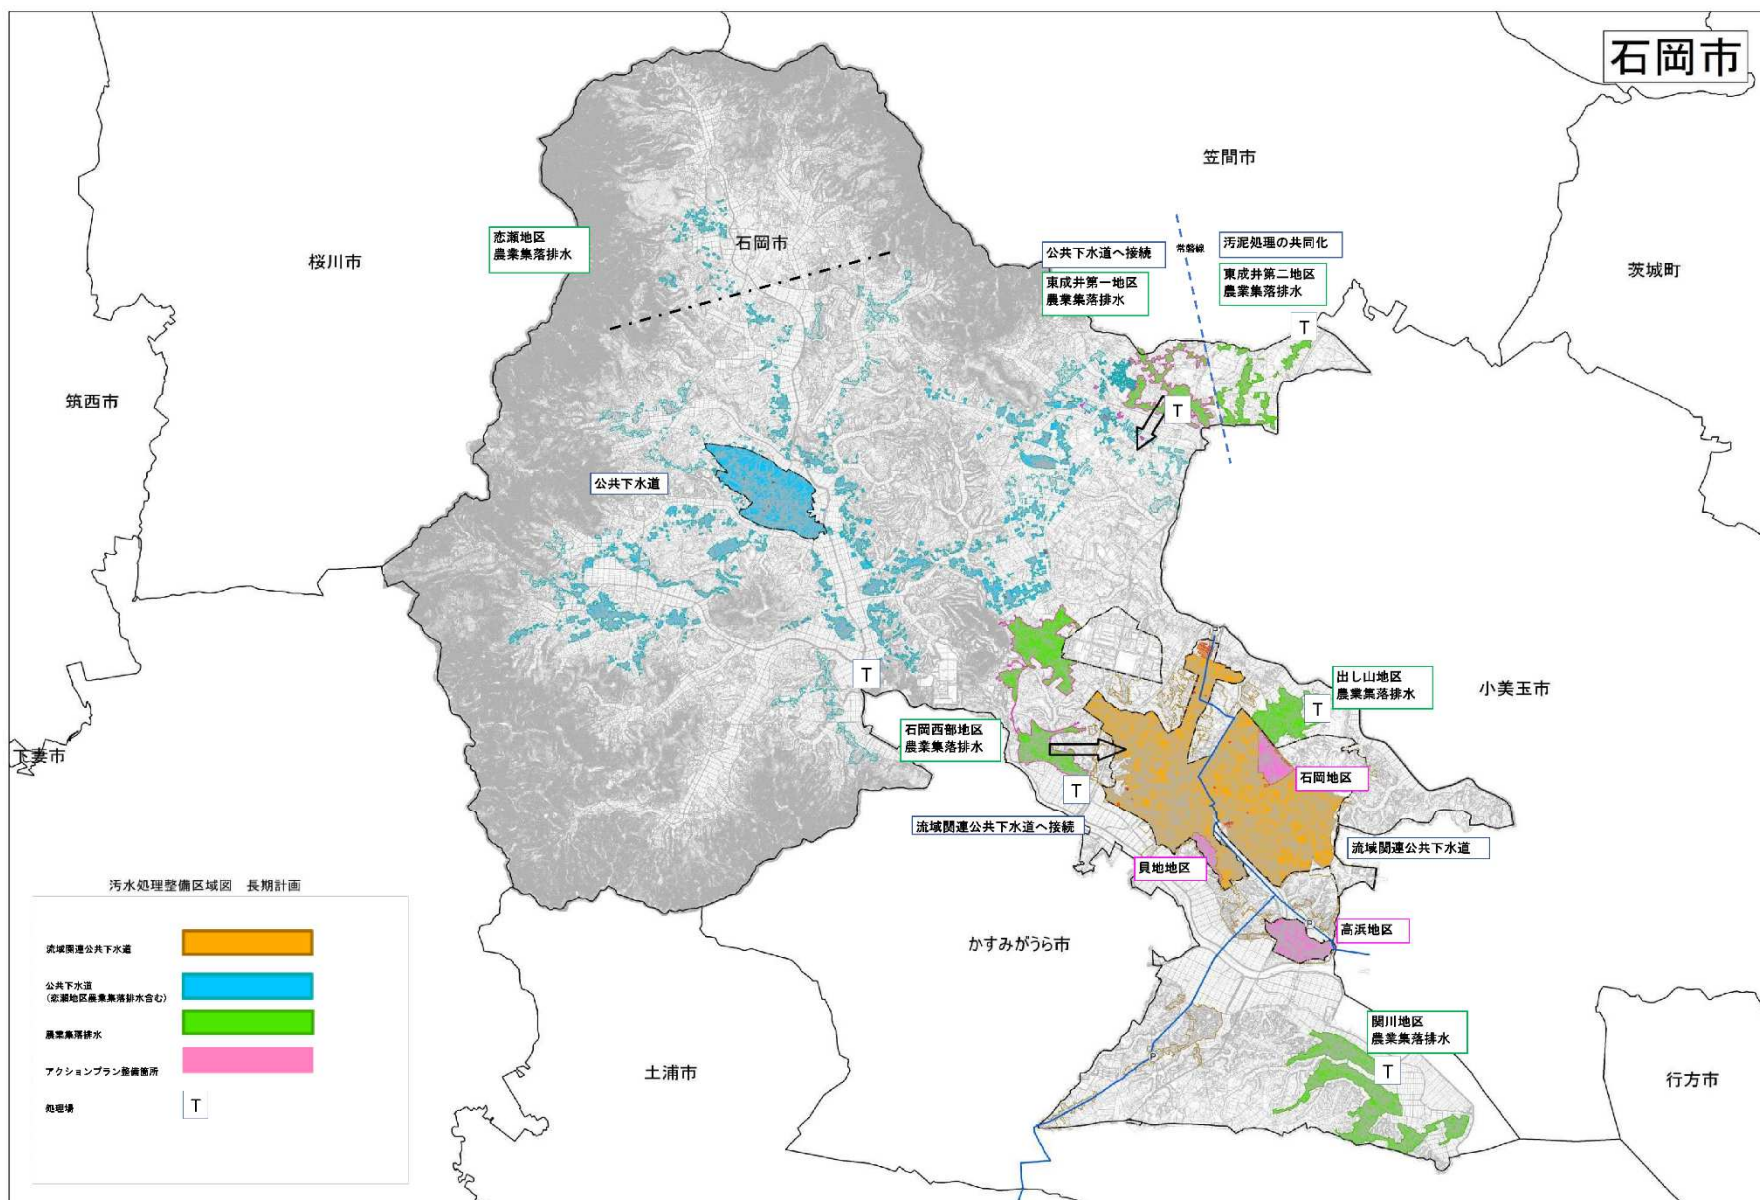 石岡市
笠間市
恋瀬地区
農業集落排水
石岡市
桜川市
公共下水道へ接続
常磐線
汚泥処理の共同化
東成井第一地区
農業集落排水
東成井第二地区
農業集落排水
茨城町
T
筑西市
T
公共下水道
T
出し山地区
農業集落排水
小美玉市
T
石岡西部地区
農業集落排水
下妻市
石岡地区
T
流域関連公共下水道へ接続
流域関連公共下水道
貝地地区
汚水処理整備区域図 長期計画
高浜地区
かすみがうら市
流域関連公共下水道
公共下水道
(恋瀬地区農業集落排水含む)
農業集落排水
関川地区
農業集落排水
P
アクションプラン整備箇所
土浦市
T
行方市
処理場
T